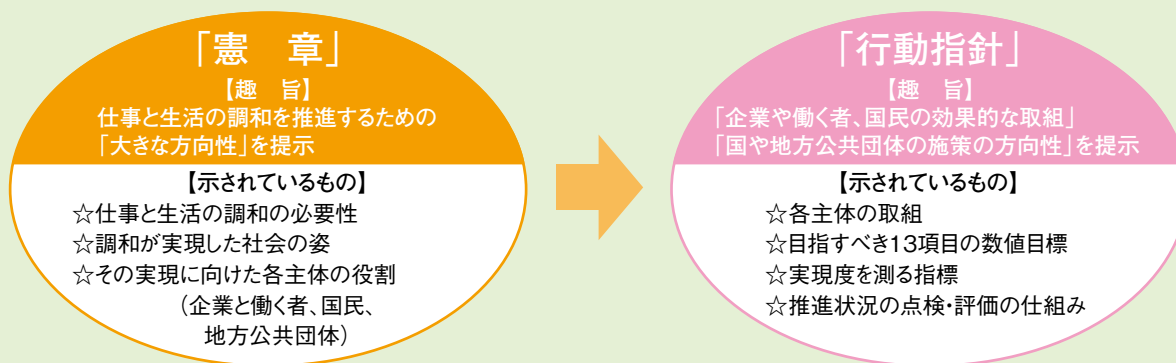 「憲　章」
【趣　旨】
仕事と生活の調和を推進するための
「大きな方向性」を提示
【示されているもの】
☆仕事と生活の調和の必要性
☆調和が実現した社会の姿
☆その実現に向けた各主体の役割
（企業と働く者、国民、
地方公共団体）
「行動指針」
【趣　旨】
「企業や働く者、国民の効果的な取組」
「国や地方公共団体の施策の方向性」を提示
【示されているもの】
☆各主体の取組
☆目指すべき13項目の数値目標
☆実現度を測る指標
☆推進状況の点検・評価の仕組み